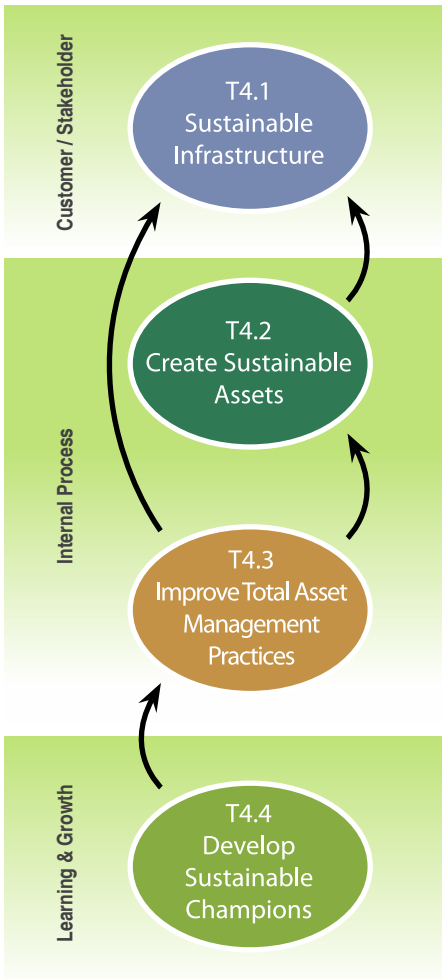 Customer / Stakeholder
T4.1
Sustainable
Infrastructure
Internal Process
T4.2
Create Sustainable
Assets
T4.3
Improve Total Asset
Management
Practices
Learning & Growth
T4.4
Develop
Sustainable
Champions